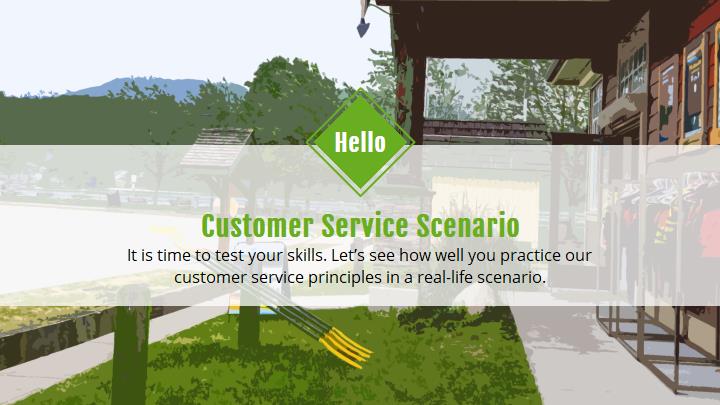 Hello
Customer Service Scenario
It is time to test your skills. Let’s see how well you practice our
customer service principles in a real-life scenario.